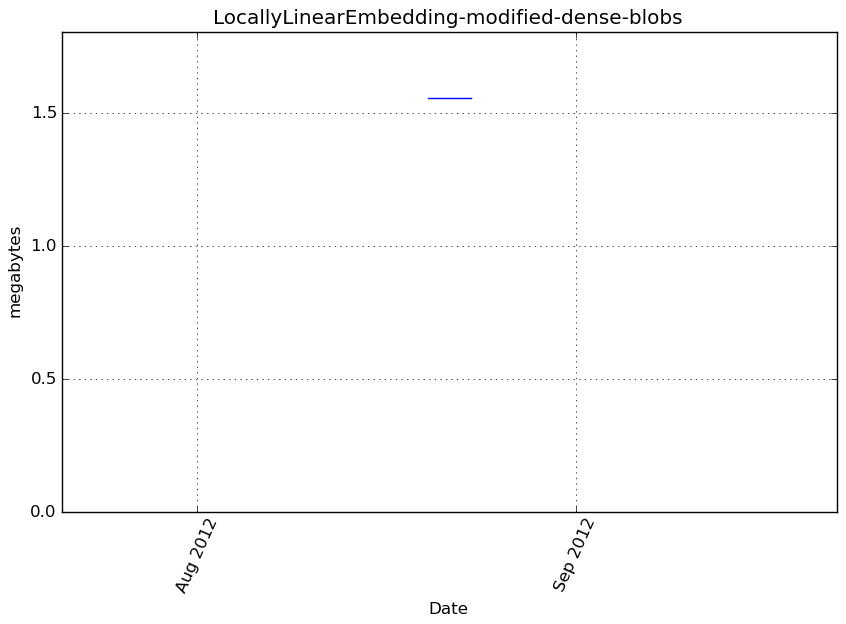 LocallyLinearEmbedding-modified-dense-blobs
1.5
1.0
0.5
0.0
megabytes
Aug 2012
Sep 2012
Date